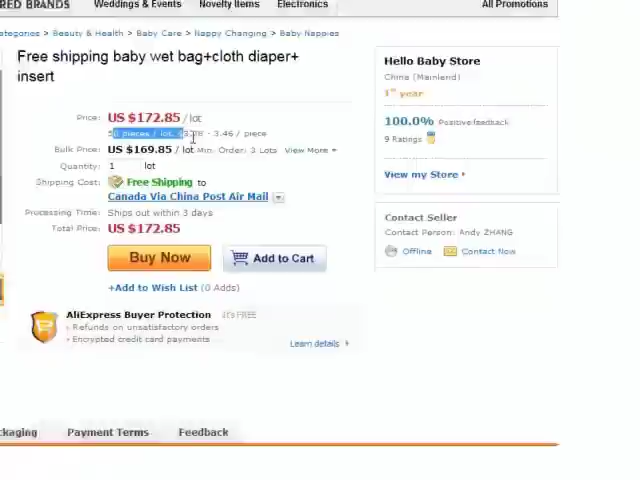 RED BRANDS Weddings & Events Novelty Items Electronics All Promotions
ategories > Beauty & Health > Baby Care > Nappy Changing > Baby Nappies
Free shipping baby wet bag+cloth diaper+
insert
Price: US $172.85 / lot
50 pieces / lot, 3.46 / piece
Bulk Price: US $169.85 / lot Min. Order: 3 Lots View More
Quantity: 1 lot
Shipping Cost: Free Shipping to
Canada Via China Post Air Mail
Processing Time: Ships out within 3 days
Total Price: US $172.85
Buy Now Add to Cart
+Add to Wish List (0 Adds)
AliExpress Buyer Protection It's FREE
• Refunds on unsatisfactory orders
• Encrypted credit card payments
Learn details
Hello Baby Store
China (Mainland)
1st year
100.0% Positive feedback
9 Ratings
View my Store
Contact Seller
Contact Person: Andy ZHANG
Offline Contact Now
ckaging Payment Terms Feedback